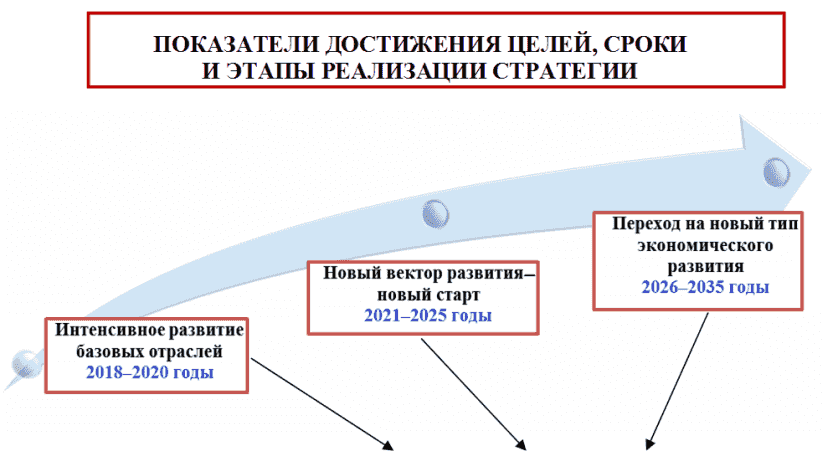 ПОКАЗАТЕЛИ ДОСТИЖЕНИЯ ЦЕЛЕЙ, СРОКИ
И ЭТАПЫ РЕАЛИЗАЦИИ СТРАТЕГИИ
Интенсивное развитие
базовых отраслей
2018–2020 годы
Новый вектор развития–
новый старт
2021–2025 годы
Переход на новый тип
экономического
развития
2026–2035 годы